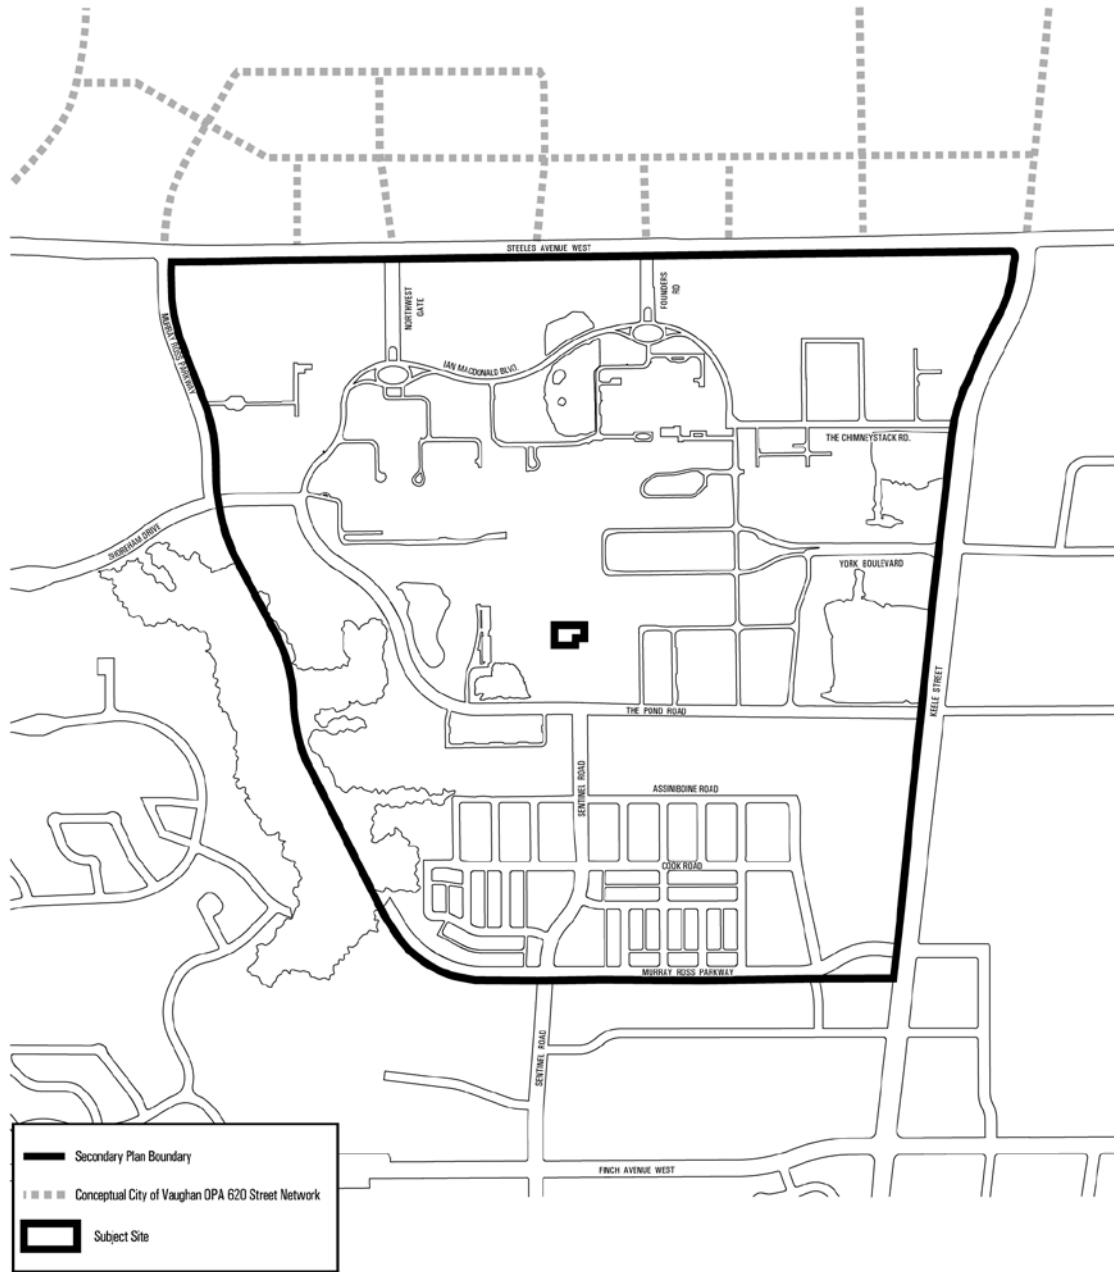 STEELES AVENUE WEST
NORTHWEST
GATE
FOUNDERS
RD
MURRAY ROSS PARKWAY
IAN MACDONALD BLVD.
THE CHIMNEYSTACK RD.
SHOREHAM DRIVE
YORK BOULEVARD
KEELE STREET
THE POND ROAD
SENTINEL ROAD
ASSINIBOINE ROAD
COOK ROAD
MURRAY ROSS PARKWAY
SENTINEL ROAD
FINCH AVENUE WEST
Secondary Plan Boundary
Conceptual City of Vaughan OPA 620 Street Network
Subject Site